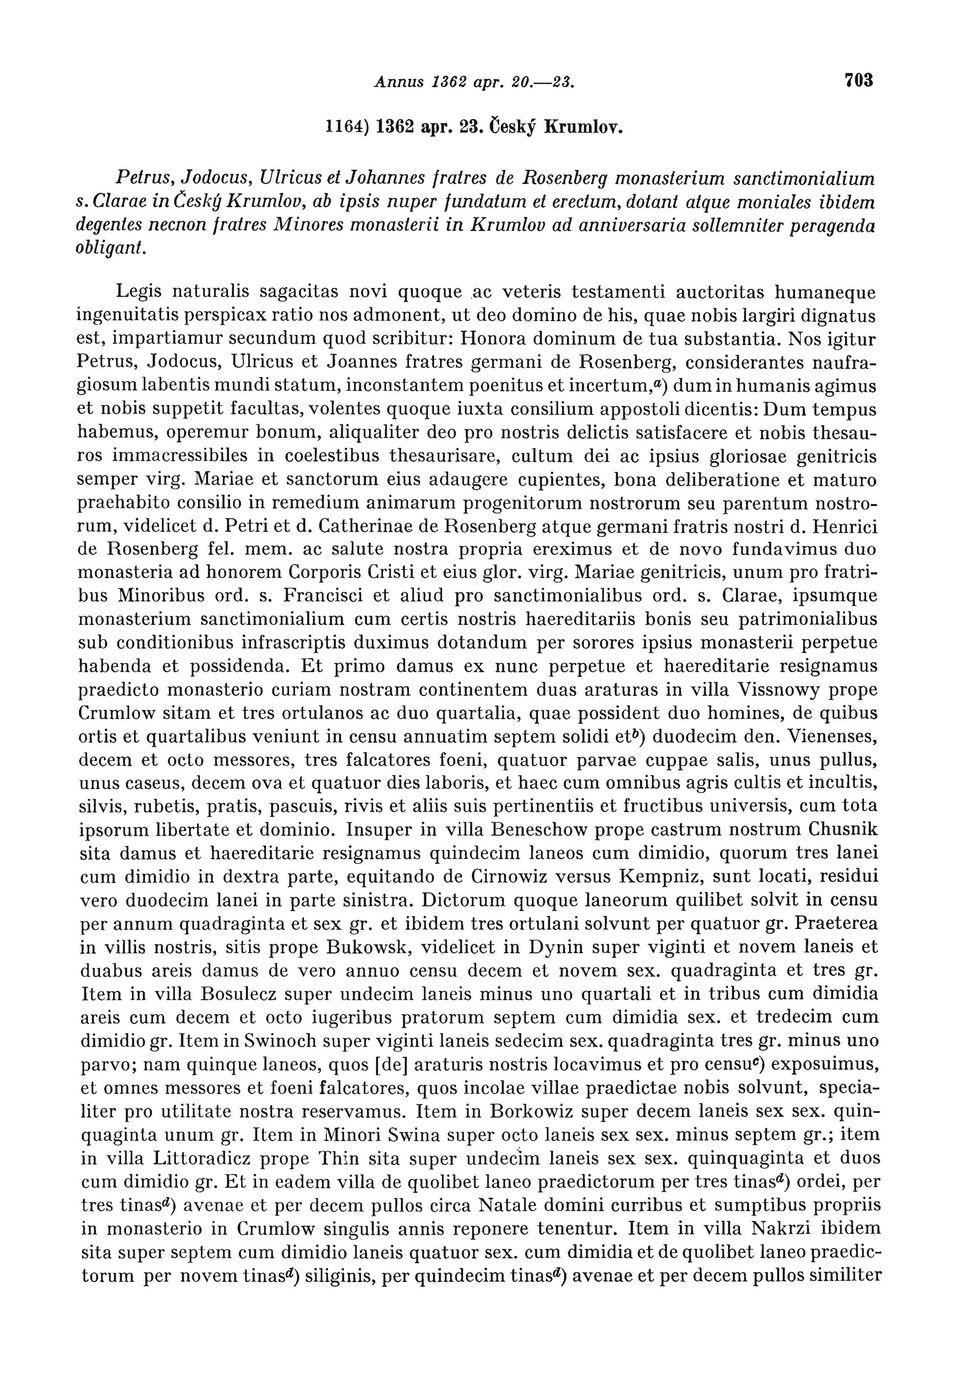 Annus 1362 apr. 20.—23. 703
1164) 1362 apr. 23. Český Krumlov.
Petrus, Jodocus, Ulricus et Johannes fratres de Rosenberg monasterium sanctimonialium
s. Clarae in Český Krumlov, ab ipsis nuper fundatum et erectum, dotant atque moniales ibidem
degentes necnon fratres Minores monasterii in Krumlov ad anniversaria sollemniter peragenda
obligant.
Legis naturalis sagacitas novi quoque ac veteris testamenti auctoritas humaneque
ingenuitatis perspicax ratio nos admonent, ut deo domino de his, quae nobis largiri dignatus
est, impartiamur secundum quod scribitur: Honora dominum de tua substantia. Nos igitur
Petrus, Jodocus, Ulricus et Joannes fratres germani de Rosenberg, considerantes naufra-
giosum labentis mundi statum, inconstantem poenitus et incertum,a) dum in humanis agimus
et nobis suppetit facultas, volentes quoque iuxta consilium appostoli dicentis: Dum tempus
habemus, operemur bonum, aliqualiter deo pro nostris delictis satisfacere et nobis thesau-
ros immacressibiles in coelestibus thesaurisare, cultum dei ac ipsius gloriosae genitricis
semper virg. Mariae et sanctorum eius adaugere cupientes, bona deliberatione et maturo
praehabito consilio in remedium animarum progenitorum nostrorum seu parentum nostro-
rum, videlicet d. Petri et d. Catherinae de Rosenberg atque germani fratris nostri d. Henrici
de Rosenberg fel. mem. ac salute nostra propria ereximus et de novo fundavimus duo
monasteria ad honorem Corporis Cristi et eius glor. virg. Mariae genitricis, unum pro fratri-
bus Minoribus ord. s. Francisci et aliud pro sanctimonialibus ord. s. Clarae, ipsumque
monasterium sanctimonialium cum certis nostris haereditariis bonis seu patrimonialibus
sub conditionibus infrascriptis duximus dotandum per sorores ipsius monasterii perpetue
habenda et possidenda. Et primo damus ex nunc perpetue et haereditarie resignamus
praedicto monasterio curiam nostram continentem duas araturas in villa Vissnowy prope
Crumlow sitam et tres ortulanos ac duo quartalia, quae possident duo homines, de quibus
ortis et quartalibus veniunt in censu annuatim septem solidi etb) duodecim den. Vienenses,
decem et octo messores, tres falcatores foeni, quatuor parvae cuppae salis, unus pullus,
unus caseus, decem ova et quatuor dies laboris, et haec cum omnibus agris cultis et incultis,
silvis, rubetis, pratis, pascuis, rivis et aliis suis pertinentiis et fructibus universis, cum tota
ipsorum libertate et dominio. Insuper in villa Beneschow prope castrum nostrum Chusnik
sita damus et haereditarie resignamus quindecim laneos cum dimidio, quorum tres lanei
cum dimidio in dextra parte, equitando de Cirnowiz versus Kempniz, sunt locati, residui
vero duodecim lanei in parte sinistra. Dictorum quoque laneorum quilibet solvit in censu
per annum quadraginta et sex gr. et ibidem tres ortulani solvunt per quatuor gr. Praeterea
in villis nostris, sitis prope Bukowsk, videlicet in Dynin super viginti et novem laneis et
duabus areis damus de vero annuo censu decem et novem sex. quadraginta et tres gr.
Item in villa Bosulecz super undecim laneis minus uno quartali et in tribus cum dimidia
areis cum decem et octo iugeribus pratorum septem cum dimidia sex. et tredecim cum
dimidio gr. Item in Swinoch super viginti laneis sedecim sex. quadraginta tres gr. minus uno
parvo; nam quinque laneos, quos [de] araturis nostris locavimus et pro censuc) exposuimus,
et omnes messores et foeni falcatores, quos incolae villae praedictae nobis solvunt, specia-
liter pro utilitate nostra reservamus. Item in Borkowiz super decem laneis sex sex. quin-
quaginta unum gr. Item in Minori Swina super octo laneis sex sex. minus septem gr.; item
in villa Littoradicz prope Thin sita super undecim laneis sex sex. quinquaginta et duos
cum dimidio gr. Et in eadem villa de quolibet laneo praedictorum per tres tinasd) ordei, per
tres tinasd) avenae et per decem pullos circa Natale domini curribus et sumptibus propriis
in monasterio in Crumlow singulis annis reponere tenentur. Item in villa Nakrzi ibidem
sita super septem cum dimidio laneis quatuor sex. cum dimidia et de quolibet laneo praedic-
torum per novem tinasd) siliginis, per quindecim tinasd) avenae et per decem pullos similiter